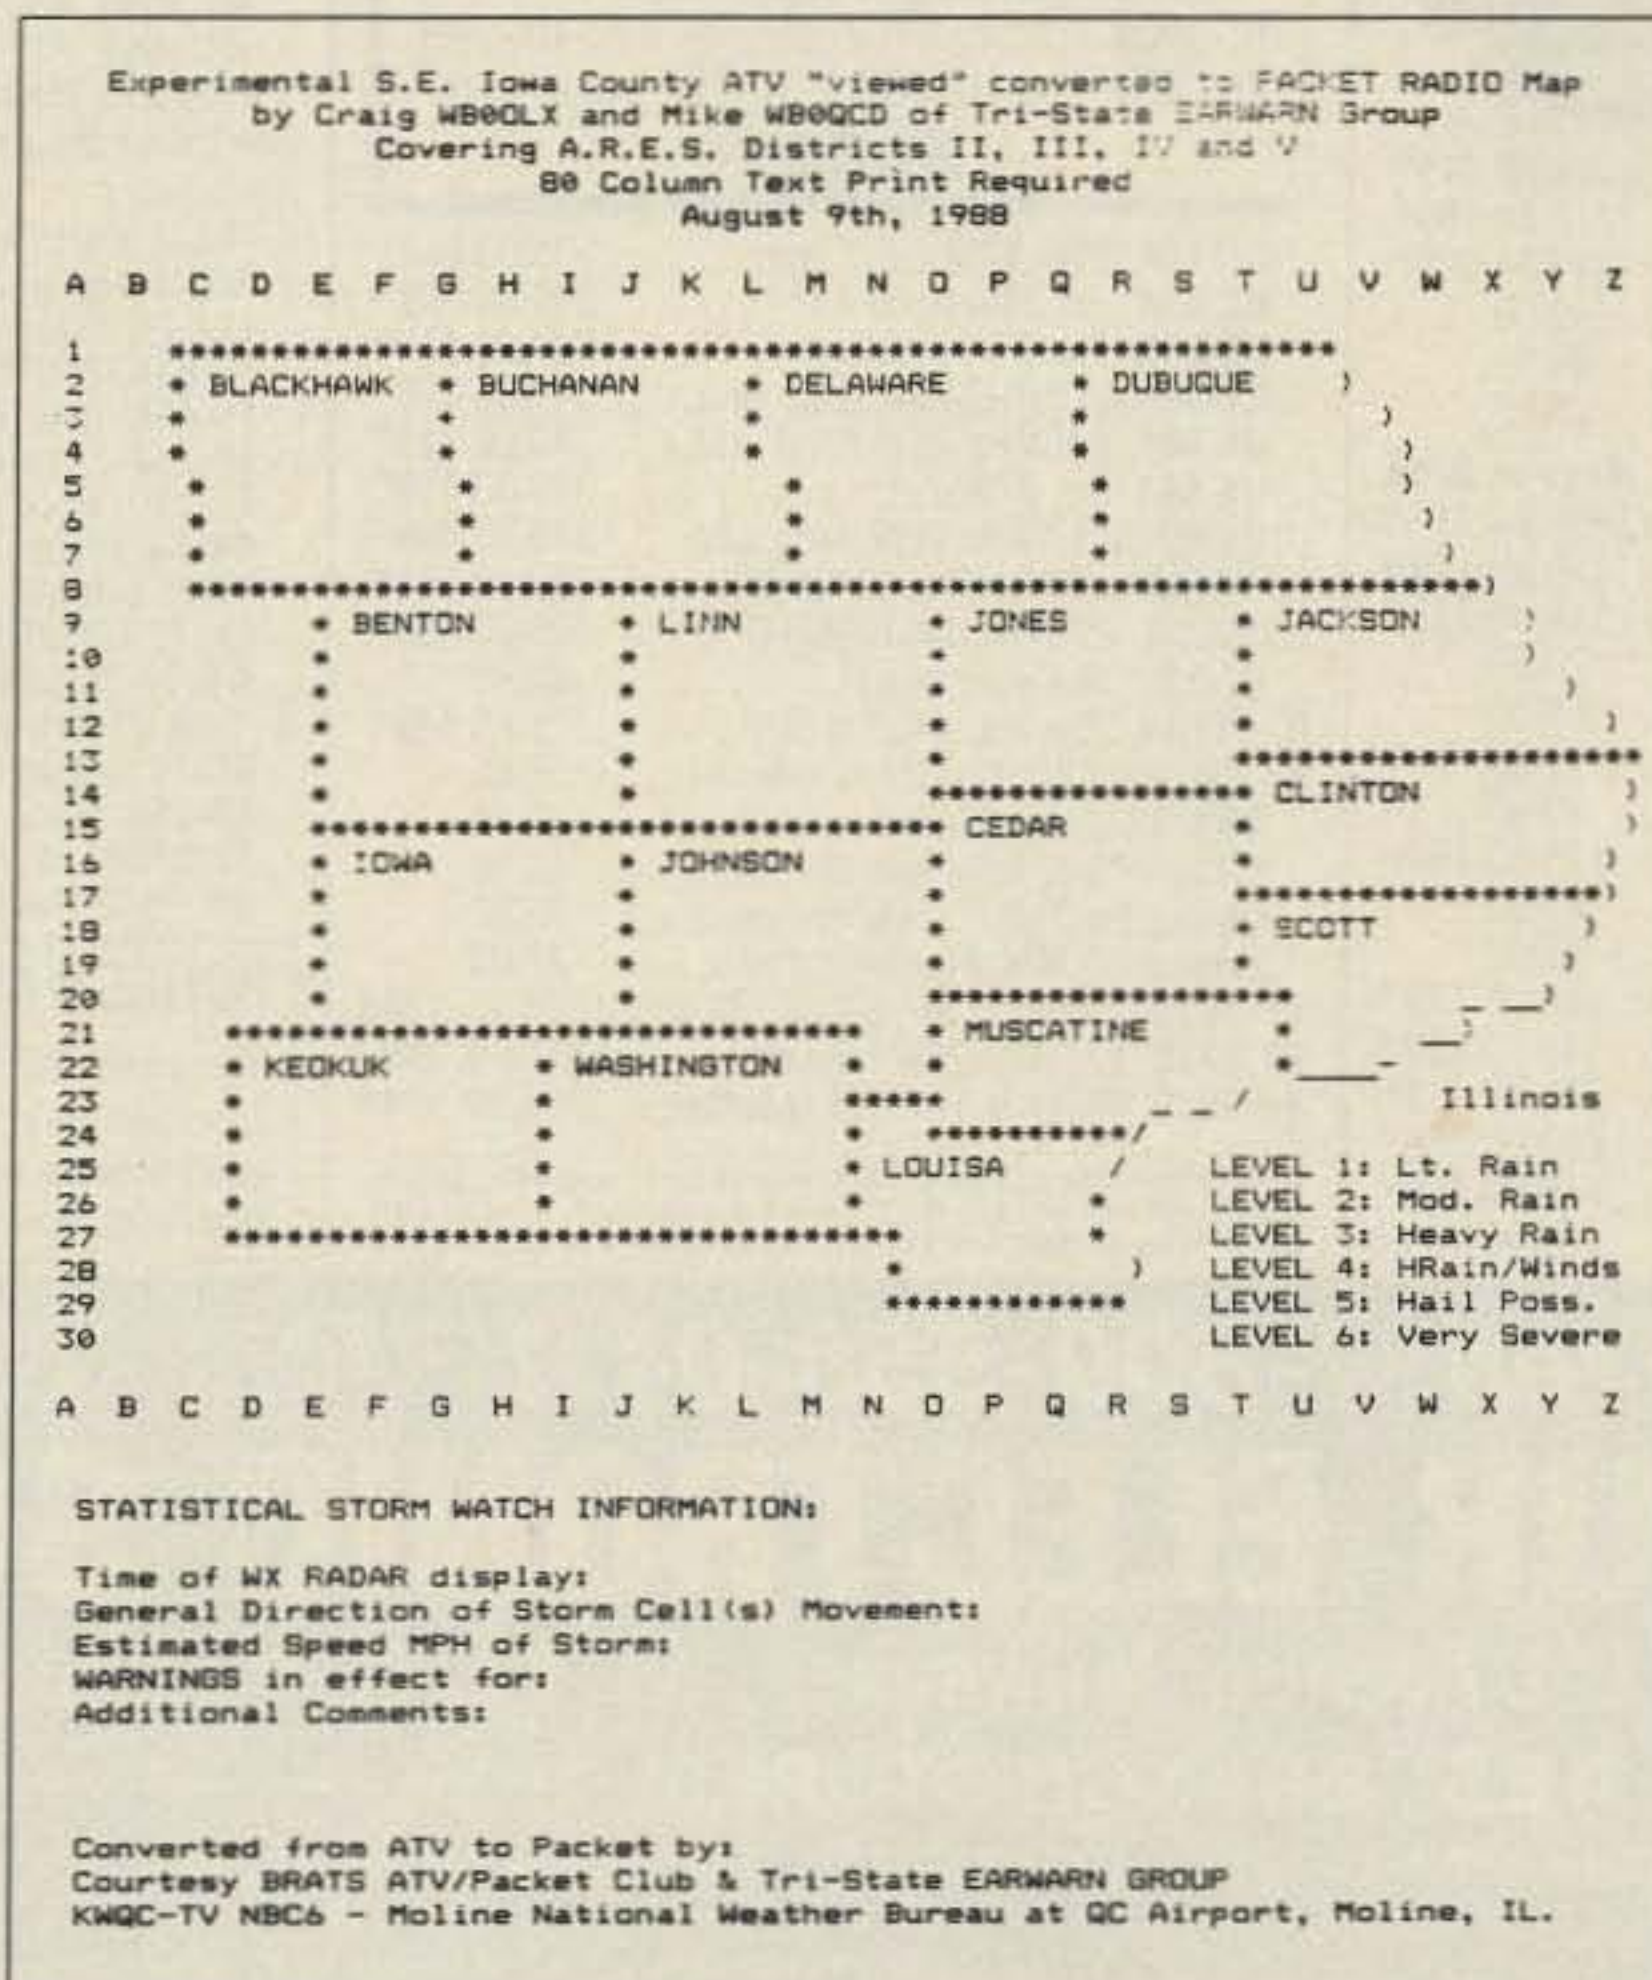 Experimental S.E. Iowa County ATV "viewed" converted to PACKET RADIO Map
by Craig WB0OLX and Mike WB0QCD of Tri-State EARWARN Group
Covering A.R.E.S. Districts II, III, IV and V
80 Column Text Print Required
August 9th, 1988
A B C D E F G H I J K L M N O P Q R S T U V W X Y Z
1 *********************************************************
2 * BLACKHAWK * BUCHANAN * DELAWARE * DUBUQUE )
3 * * * * )
4 * * * * )
5 * * * * )
6 * * * * )
7 * * * * )
8 ***************************************************************)
9 * BENTON * LINN * JONES * JACKSON )
10 * * * * )
11 * * * * )
12 * * * * )
13 * * * ********************
14 * * **************** CLINTON )
15 ******************************* CEDAR * )
16 * IOWA * JOHNSON * * )
17 * * * ******************)
18 * * * * SCOTT )
19 * * * * )
20 * * ****************** _ __)
21 ******************************* * MUSCATINE * __)
22 * KEOKUK * WASHINGTON * * *____-
23 * * ***** _ _ / Illinois
24 * * * **********/
25 * * * LOUISA / LEVEL 1: Lt. Rain
26 * * * * LEVEL 2: Mod. Rain
27 ********************************* * LEVEL 3: Heavy Rain
28 * ) LEVEL 4: HRain/Winds
29 ************ LEVEL 5: Hail Poss.
30 LEVEL 6: Very Severe
A B C D E F G H I J K L M N O P Q R S T U V W X Y Z
STATISTICAL STORM WATCH INFORMATION:
Time of WX RADAR display:
General Direction of Storm Cell(s) Movement:
Estimated Speed MPH of Storm:
WARNINGS in effect for:
Additional Comments:
Converted from ATV to Packet by:
Courtesy BRATS ATV/Packet Club & Tri-State EARWARN GROUP
KWQC-TV NBC6 - Moline National Weather Bureau at QC Airport, Moline, IL.